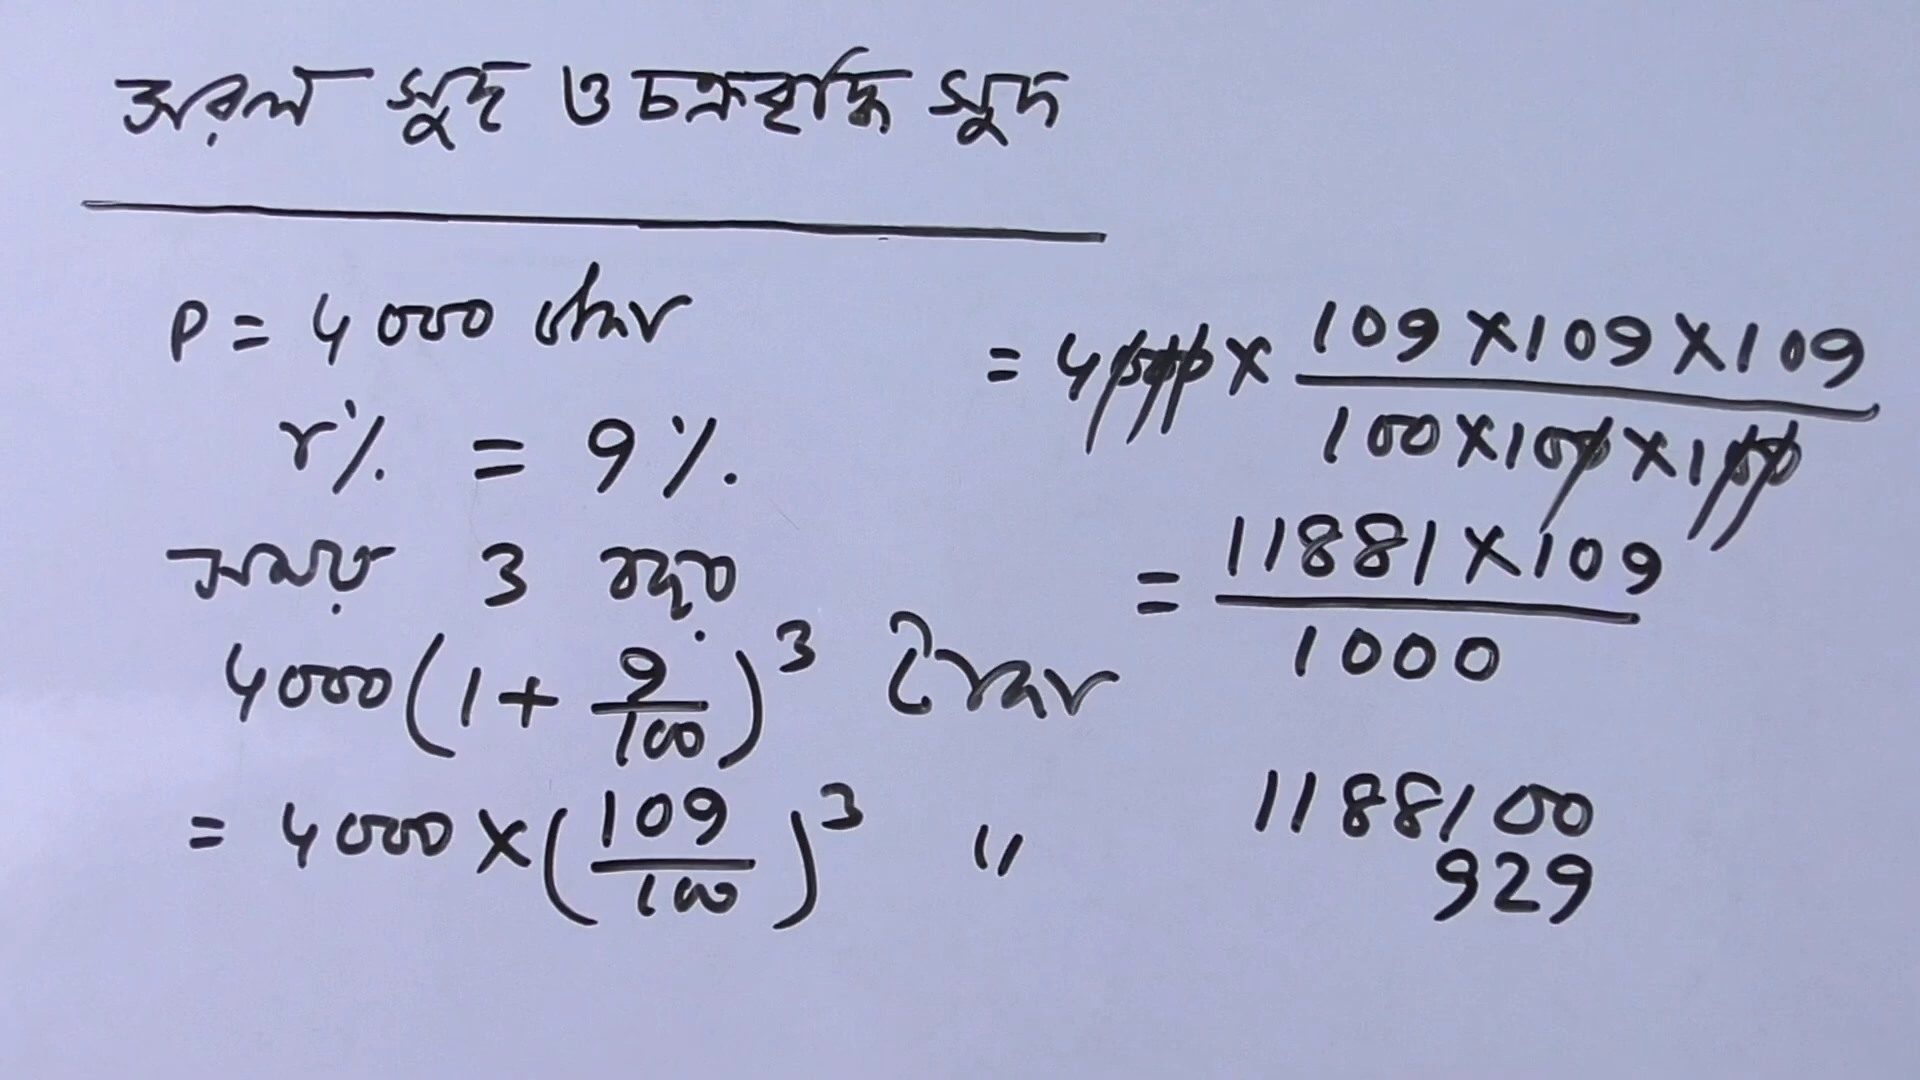 সরল সুদ ও চক্রবৃদ্ধি সুদ
P = 4000 টাকা
r% = 9%.
সময় 3 বছর
4000(1 + 9/100)^3 টাকা
= 4000 × (109/100)^3 "
= 4000 × 109 × 109 × 109 / 100 × 100 × 100
= 11881 × 109 / 1000
1188100
929